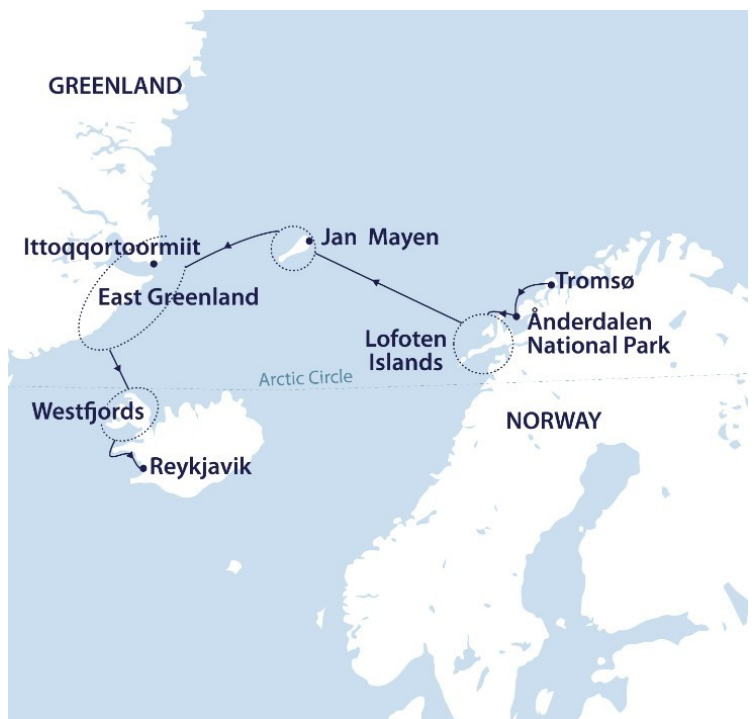 GREENLAND
Ittoqqortoormiit
East Greenland
Jan Mayen
Tromsø
Ånderdalen
National Park
Lofoten
Islands
Arctic Circle
Westfjords
NORWAY
Reykjavik